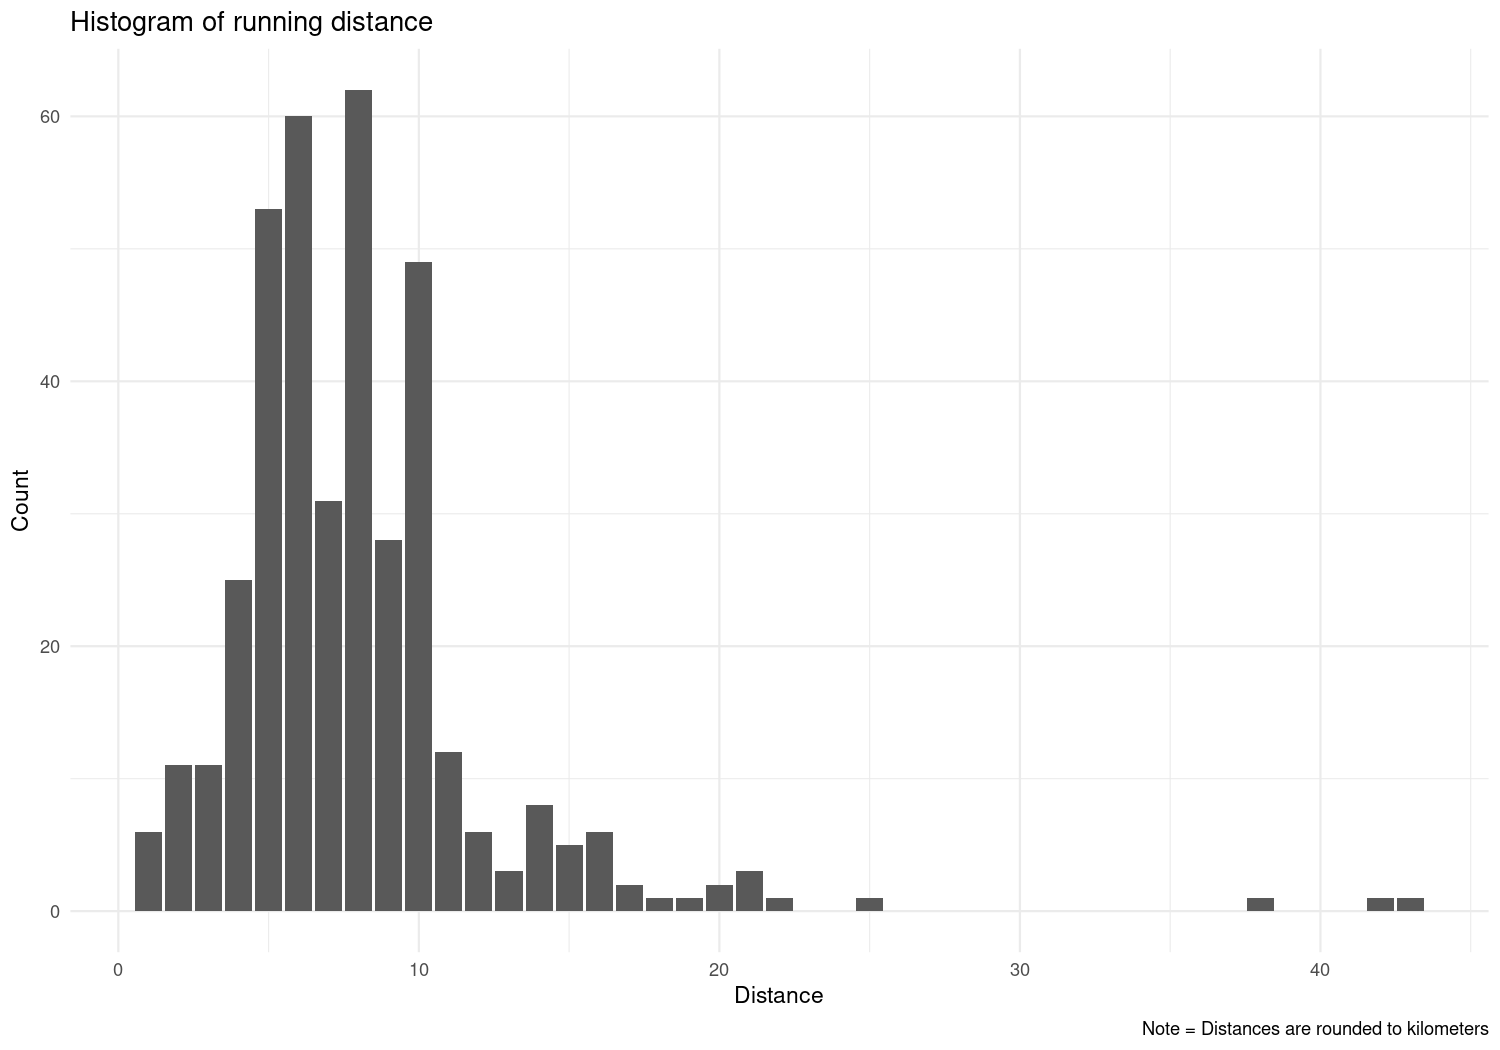 Histogram of running distance
60
40
20
0
Count
0 10 20 30 40
Distance
Note = Distances are rounded to kilometers